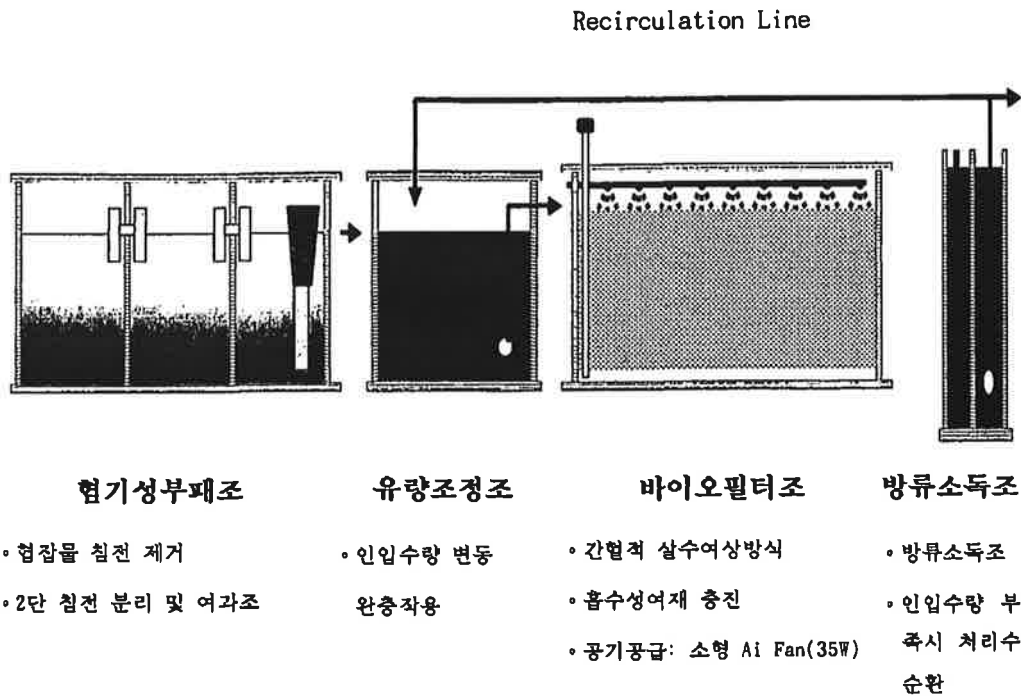 Recirculation Line
혐기성부패조
◦ 협잡물 침전 제거
◦ 2단 침전 분리 및 여과조
유량조정조
◦ 인입수량 변동
완충작용
바이오필터조
◦ 간헐적 살수여상방식
◦ 흡수성여재 충진
◦ 공기공급: 소형 Ai Fan(35W)
방류소독조
◦ 방류소독조
◦ 인입수량 부
족시 처리수
순환